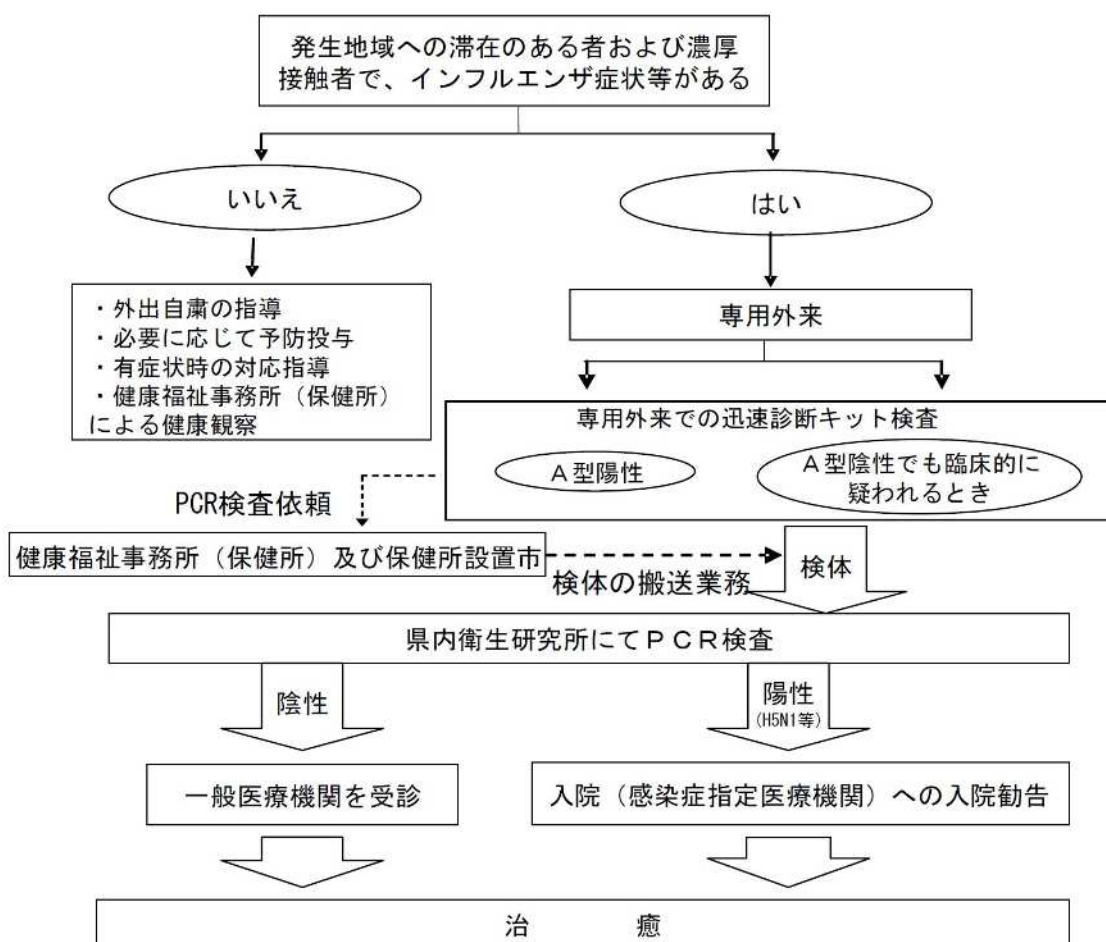 発生地域への滞在のある者および濃厚
接触者で、インフルエンザ症状等がある
いいえ
はい
・外出自粛の指導
・必要に応じて予防投与
・有症状時の対応指導
・健康福祉事務所（保健所）
による健康観察
専用外来
専用外来での迅速診断キット検査
Ａ型陽性
Ａ型陰性でも臨床的に
疑われるとき
PCR検査依頼
健康福祉事務所（保健所）及び保健所設置市
検体の搬送業務
検体
県内衛生研究所にてＰＣＲ検査
陰性
陽性
(H5N1等)
一般医療機関を受診
入院（感染症指定医療機関）への入院勧告
治　　　癒